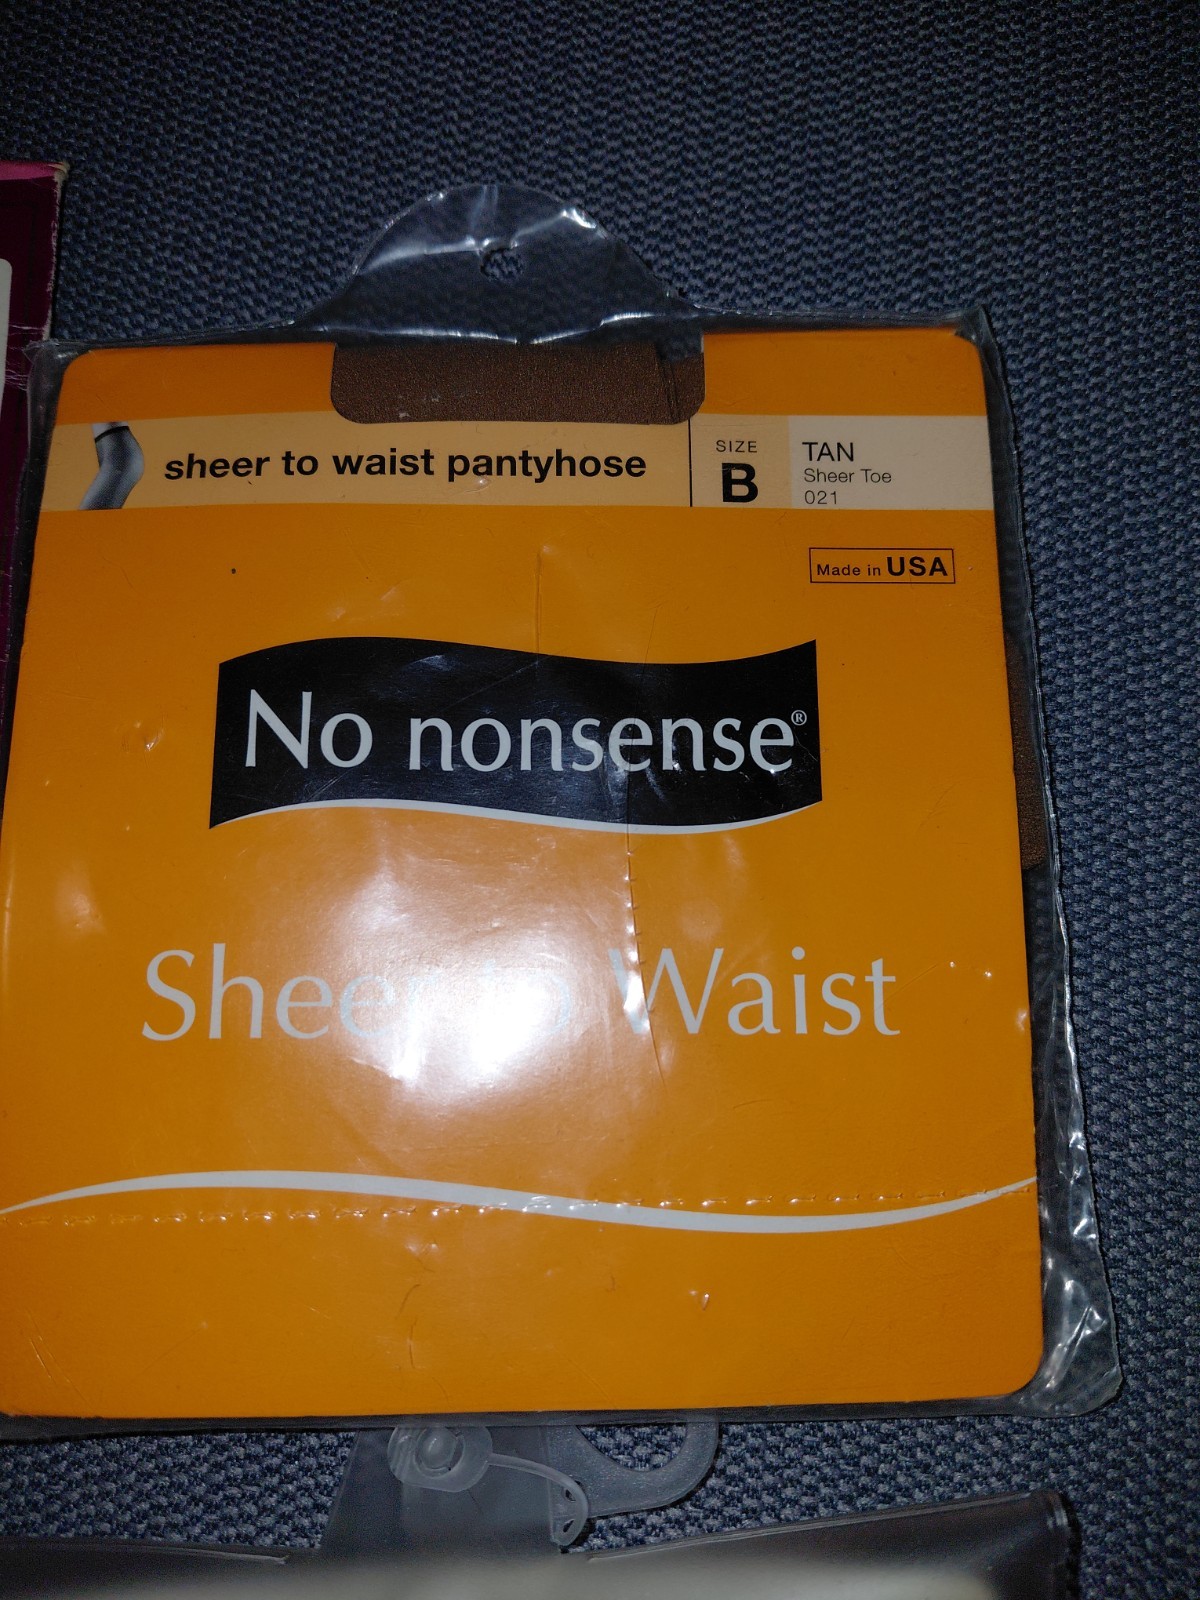 sheer to waist pantyhose
SIZE
B
TAN
Sheer Toe
021
Made in USA
No nonsense®
Sheer to Waist